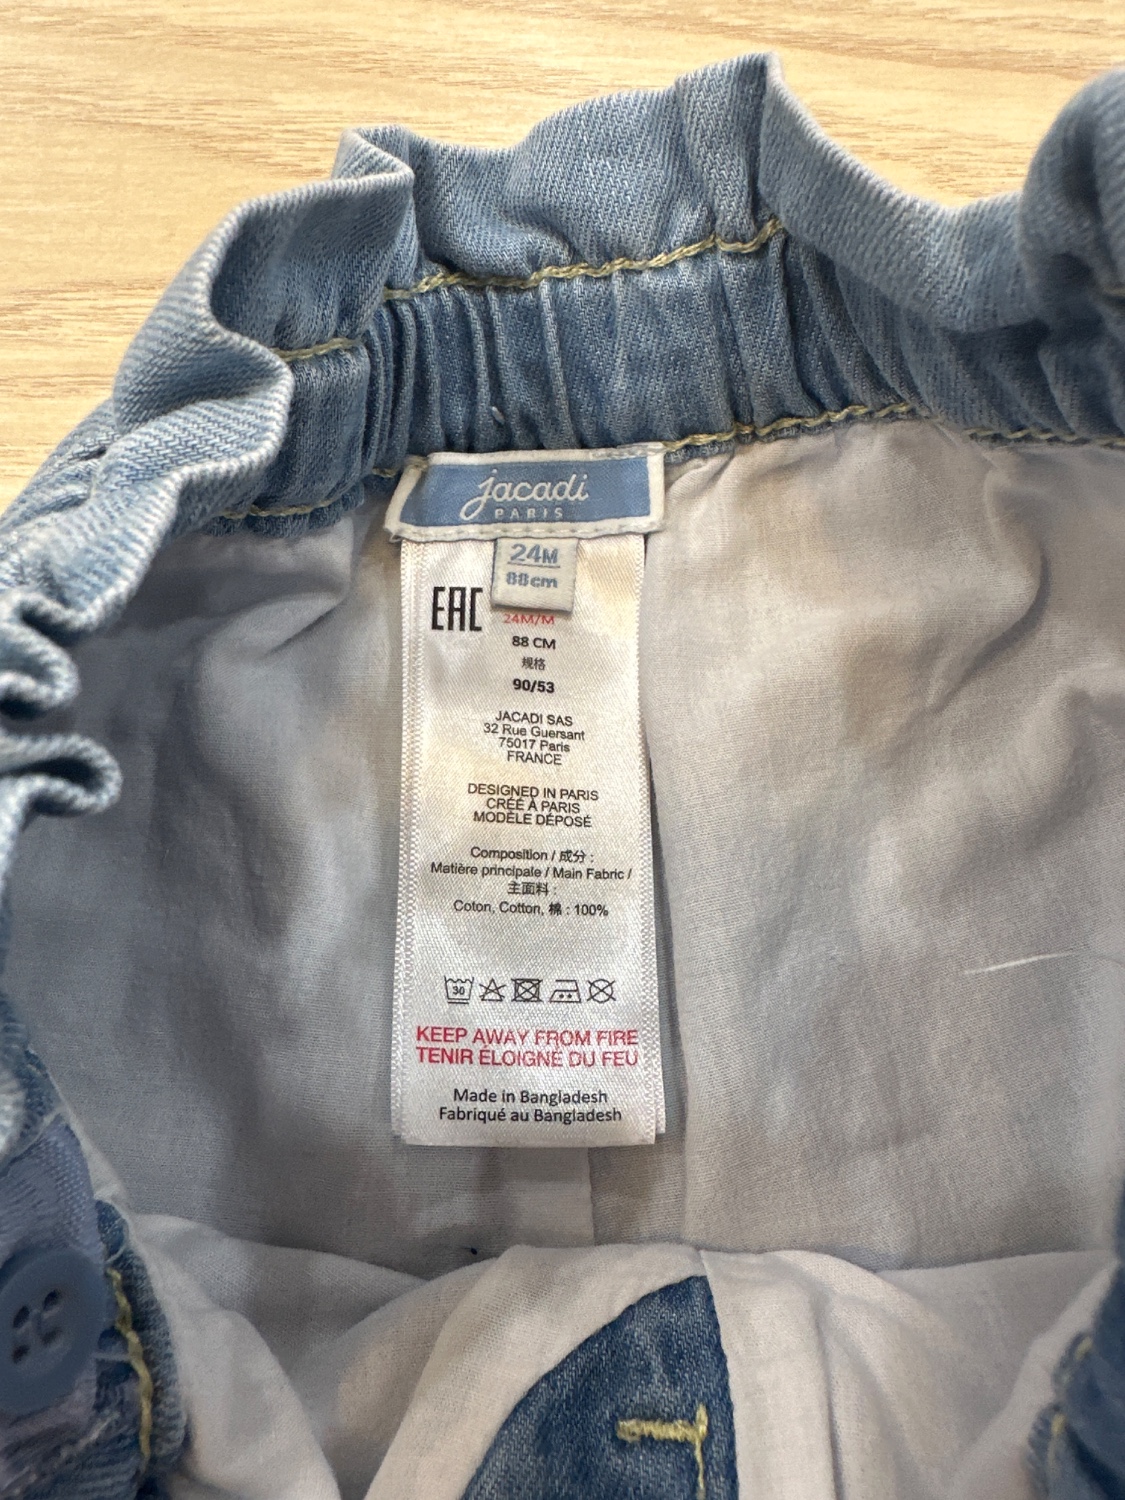 jacadi
PARIS
24M
88cm
EAC
24M/M
88 CM
规格
90/53
JACADI SAS
32 Rue Guersant
75017 Paris
FRANCE
DESIGNED IN PARIS
CRÉÉ À PARIS
MODÈLE DÉPOSÉ
Composition / 成分 :
Matière principale / Main Fabric /
主面料 :
Coton, Cotton, 棉 : 100%
30
KEEP AWAY FROM FIRE
TENIR ÉLOIGNÉ DU FEU
Made in Bangladesh
Fabriqué au Bangladesh